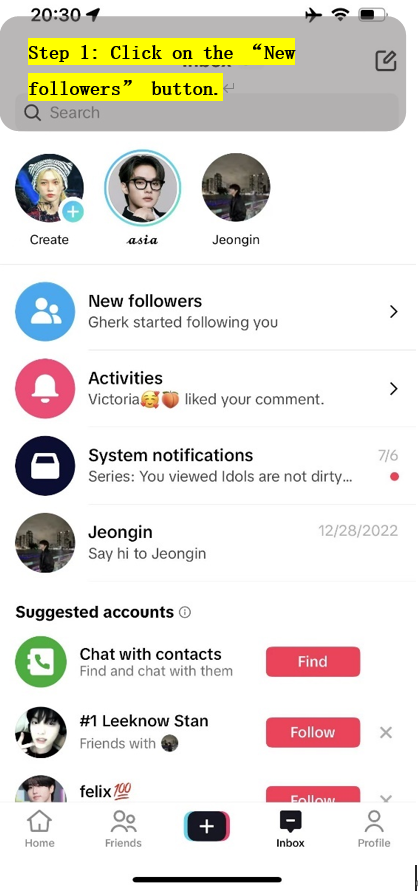 20:30
Step 1: Click on the “New
followers” button.
Search
Create
asia
Jeongin
New followers
Gherk started following you
Activities
Victoria🥰🍑 liked your comment.
System notifications
7/6
Series: You viewed Idols are not dirty...
Jeongin
12/28/2022
Say hi to Jeongin
Suggested accounts
Chat with contacts
Find and chat with them
Find
#1 Leeknow Stan
Friends with
Follow
felix💯
Follow
Home
Friends
Inbox
Profile